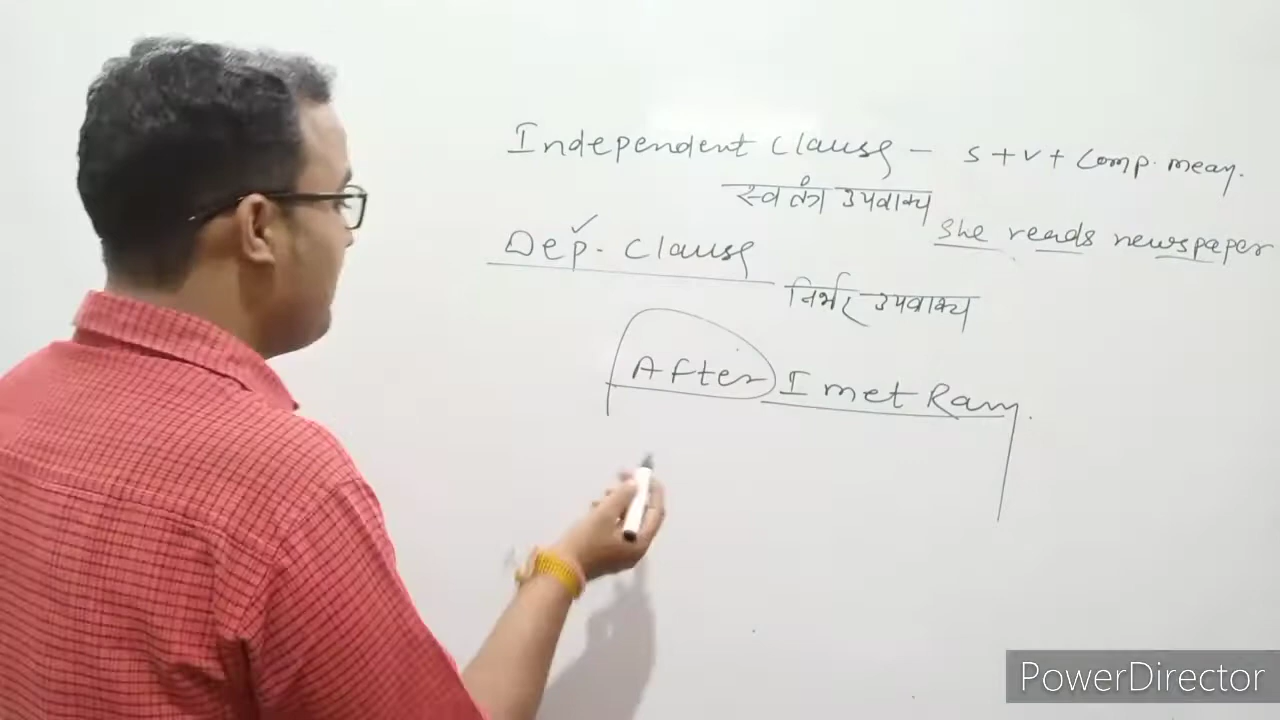 Independent Clause - S + V + Comp. mean.
स्वतंत्र उपवाक्य
She reads newspaper
Dep. Clause
निर्भर उपवाक्य
After I met Ram.
PowerDirector